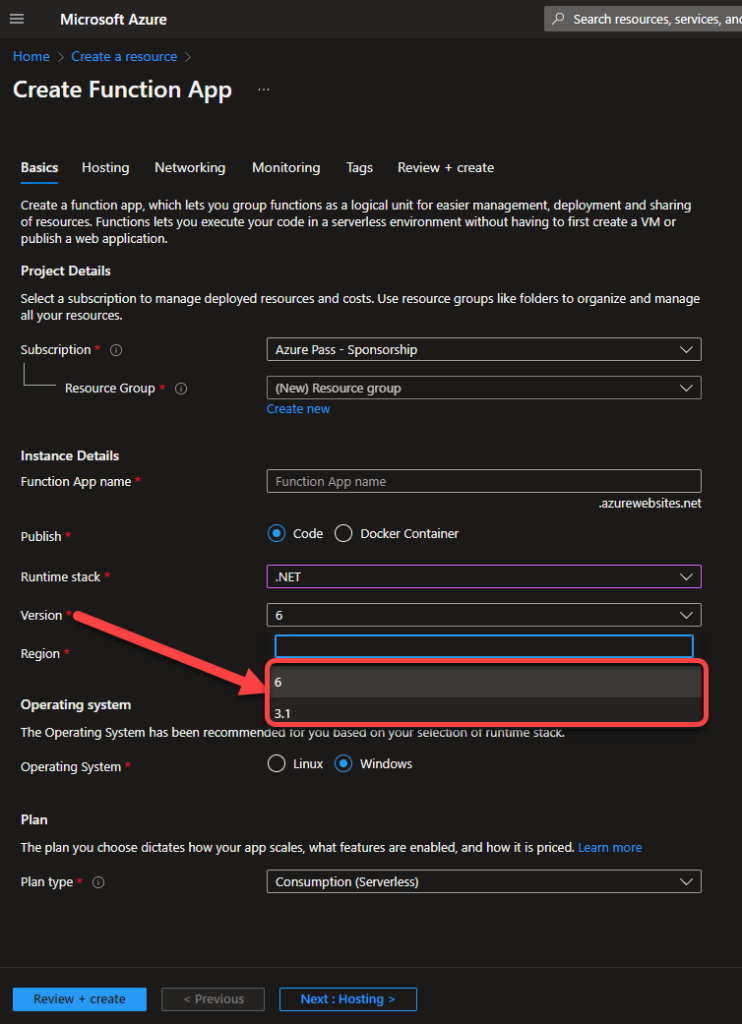 Microsoft Azure
Search resources, services, and
Home > Create a resource >
Create Function App ...
Basics Hosting Networking Monitoring Tags Review + create
Create a function app, which lets you group functions as a logical unit for easier management, deployment and sharing
of resources. Functions lets you execute your code in a serverless environment without having to first create a VM or
publish a web application.
Project Details
Select a subscription to manage deployed resources and costs. Use resource groups like folders to organize and manage
all your resources.
Subscription * Azure Pass - Sponsorship
Resource Group * (New) Resource group
Create new
Instance Details
Function App name * Function App name
.azurewebsites.net
Publish * Code Docker Container
Runtime stack * .NET
Version * 6
Region *
6
3.1
Operating system
The Operating System has been recommended for you based on your selection of runtime stack.
Operating System * Linux Windows
Plan
The plan you choose dictates how your app scales, what features are enabled, and how it is priced. Learn more
Plan type * Consumption (Serverless)
Review + create < Previous Next : Hosting >